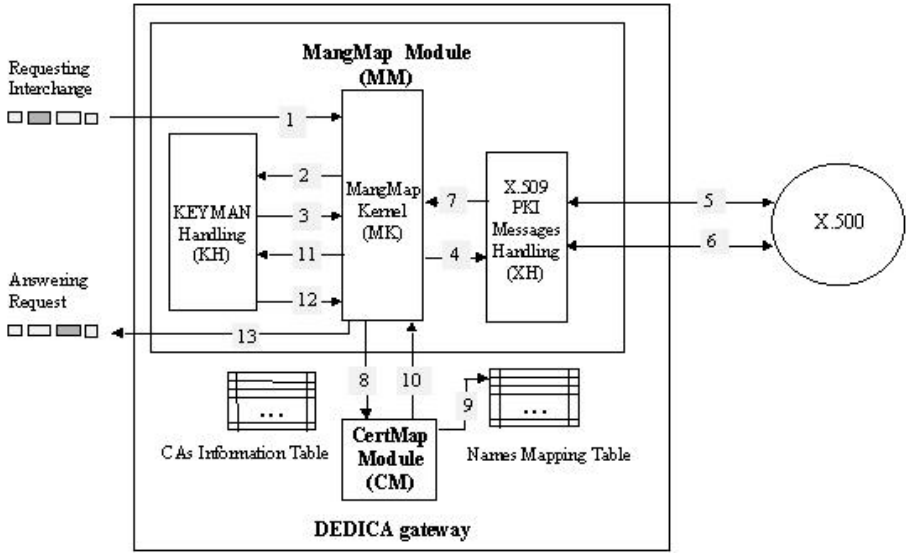 MangMap Module
(MM)
Requesting
Interchange
1
2
3
11
12
KEYMAN
Handling
(KH)
MangMap
Kernel
(MK)
7
4
X.509
PKI
Messages
Handling
(XH)
5
6
X.500
Answering
Request
13
8
10
9
...
...
CAs Information Table
CertMap
Module
(CM)
Names Mapping Table
DEDICA gateway